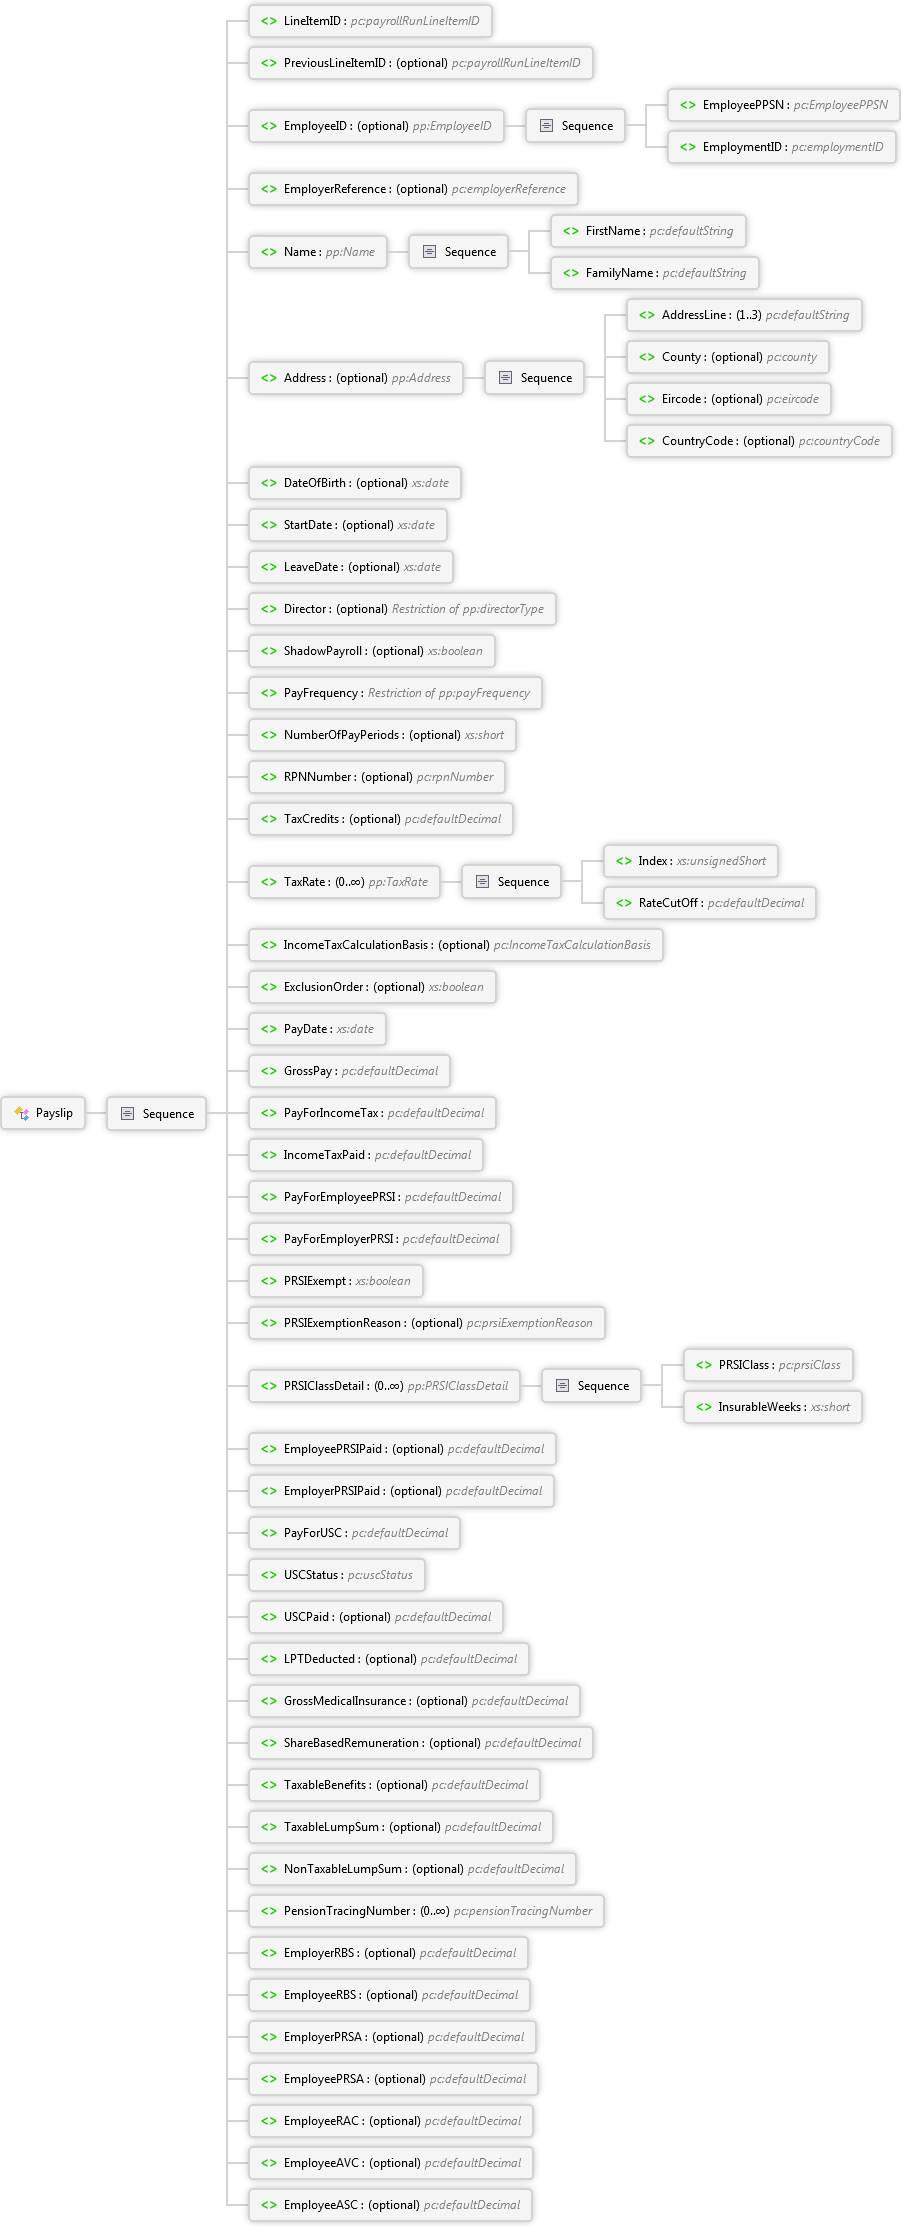 LineItemID : pc:payrollRunLineItemID
PreviousLineItemID : (optional) pc:payrollRunLineItemID
EmployeePPSN : pc:EmployeePPSN
EmployeeID : (optional) pp:EmployeeID
Sequence
EmploymentID : pc:employmentID
EmployerReference : (optional) pc:employerReference
FirstName : pc:defaultString
Name : pp:Name
Sequence
FamilyName : pc:defaultString
AddressLine : (1..3) pc:defaultString
County : (optional) pc:county
Address : (optional) pp:Address
Sequence
Eircode : (optional) pc:eircode
CountryCode : (optional) pc:countryCode
DateOfBirth : (optional) xs:date
StartDate : (optional) xs:date
LeaveDate : (optional) xs:date
Director : (optional) Restriction of pp:directorType
ShadowPayroll : (optional) xs:boolean
PayFrequency : Restriction of pp:payFrequency
NumberOfPayPeriods : (optional) xs:short
RPNNumber : (optional) pc:rpnNumber
TaxCredits : (optional) pc:defaultDecimal
Index : xs:unsignedShort
TaxRate : (0..∞) pp:TaxRate
Sequence
RateCutOff : pc:defaultDecimal
IncomeTaxCalculationBasis : (optional) pc:IncomeTaxCalculationBasis
ExclusionOrder : (optional) xs:boolean
PayDate : xs:date
GrossPay : pc:defaultDecimal
Payslip
Sequence
PayForIncomeTax : pc:defaultDecimal
IncomeTaxPaid : pc:defaultDecimal
PayForEmployeePRSI : pc:defaultDecimal
PayForEmployerPRSI : pc:defaultDecimal
PRSIExempt : xs:boolean
PRSIExemptionReason : (optional) pc:prsiExemptionReason
PRSIClass : pc:prsiClass
PRSIClassDetail : (0..∞) pp:PRSIClassDetail
Sequence
InsurableWeeks : xs:short
EmployeePRSIPaid : (optional) pc:defaultDecimal
EmployerPRSIPaid : (optional) pc:defaultDecimal
PayForUSC : pc:defaultDecimal
USCStatus : pc:uscStatus
USCPaid : (optional) pc:defaultDecimal
LPTDeducted : (optional) pc:defaultDecimal
GrossMedicalInsurance : (optional) pc:defaultDecimal
ShareBasedRemuneration : (optional) pc:defaultDecimal
TaxableBenefits : (optional) pc:defaultDecimal
TaxableLumpSum : (optional) pc:defaultDecimal
NonTaxableLumpSum : (optional) pc:defaultDecimal
PensionTracingNumber : (0..∞) pc:pensionTracingNumber
EmployerRBS : (optional) pc:defaultDecimal
EmployeeRBS : (optional) pc:defaultDecimal
EmployerPRSA : (optional) pc:defaultDecimal
EmployeePRSA : (optional) pc:defaultDecimal
EmployeeRAC : (optional) pc:defaultDecimal
EmployeeAVC : (optional) pc:defaultDecimal
EmployeeASC : (optional) pc:defaultDecimal